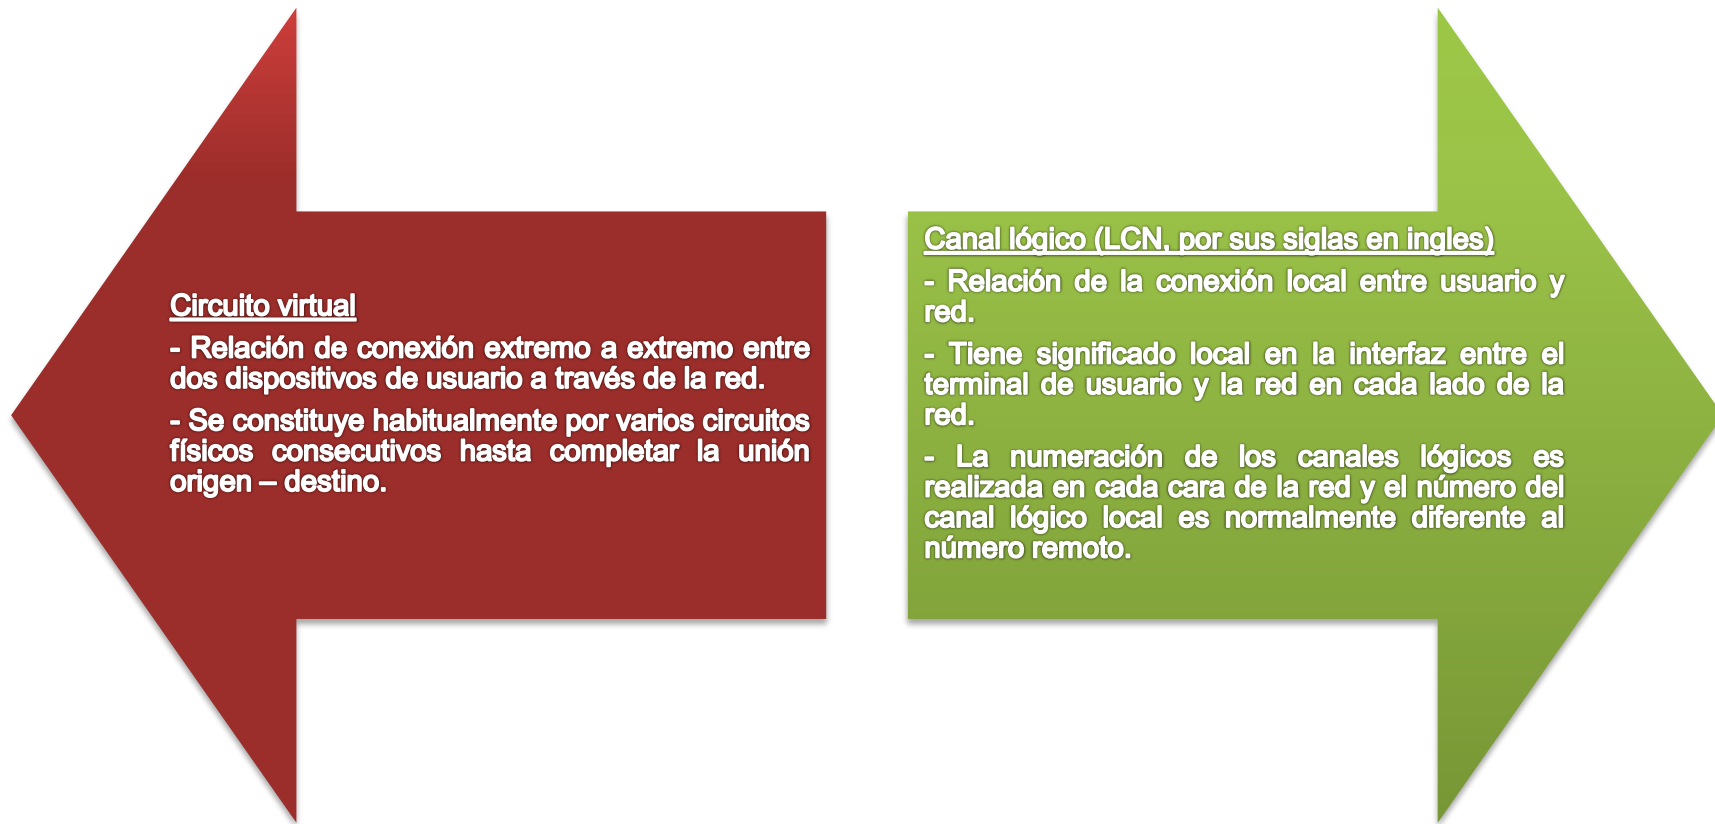 Circuito virtual
- Relación de conexión extremo a extremo entre
dos dispositivos de usuario a través de la red.
- Se constituye habitualmente por varios circuitos
físicos consecutivos hasta completar la unión
origen – destino.
Canal lógico (LCN, por sus siglas en ingles)
- Relación de la conexión local entre usuario y
red.
- Tiene significado local en la interfaz entre el
terminal de usuario y la red en cada lado de la
red.
- La numeración de los canales lógicos es
realizada en cada cara de la red y el número del
canal lógico local es normalmente diferente al
número remoto.